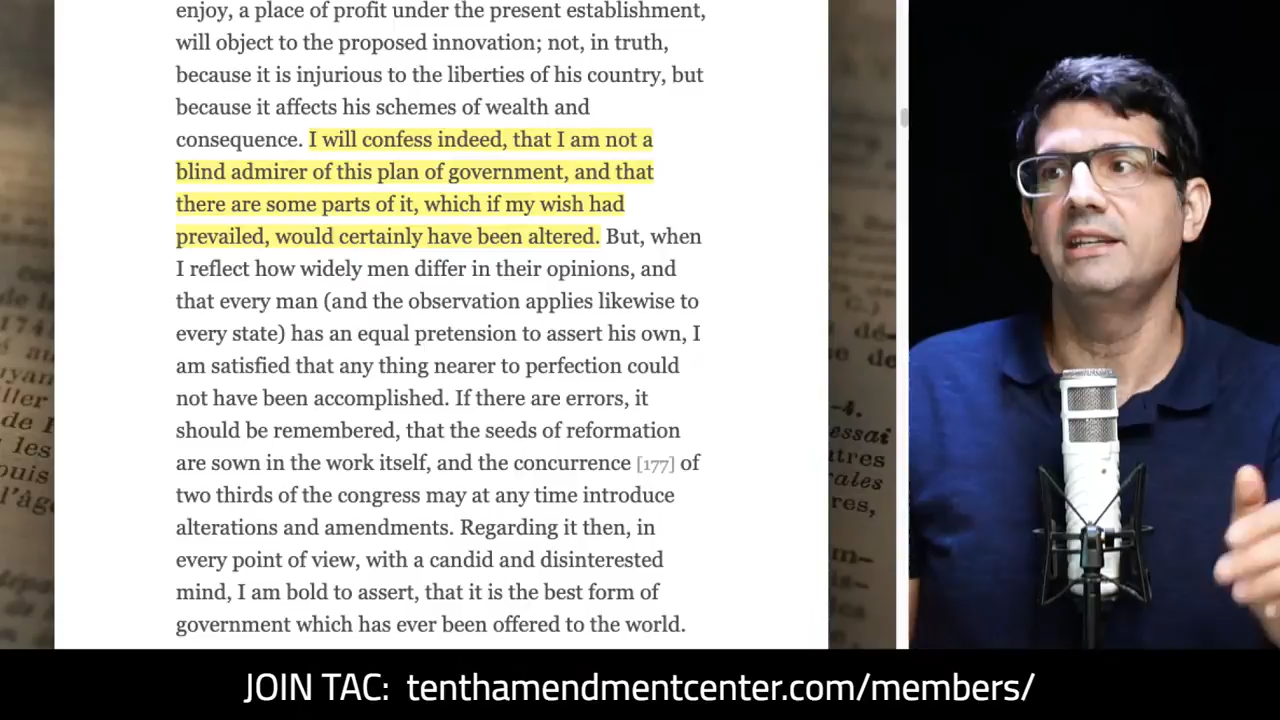 enjoy, a place of profit under the present establishment,
will object to the proposed innovation; not, in truth,
because it is injurious to the liberties of his country, but
because it affects his schemes of wealth and
consequence. I will confess indeed, that I am not a
blind admirer of this plan of government, and that
there are some parts of it, which if my wish had
prevailed, would certainly have been altered. But, when
I reflect how widely men differ in their opinions, and
that every man (and the observation applies likewise to
every state) has an equal pretension to assert his own, I
am satisfied that any thing nearer to perfection could
not have been accomplished. If there are errors, it
should be remembered, that the seeds of reformation
are sown in the work itself, and the concurrence [177] of
two thirds of the congress may at any time introduce
alterations and amendments. Regarding it then, in
every point of view, with a candid and disinterested
mind, I am bold to assert, that it is the best form of
government which has ever been offered to the world.
JOIN TAC: tenthamendmentcenter.com/members/